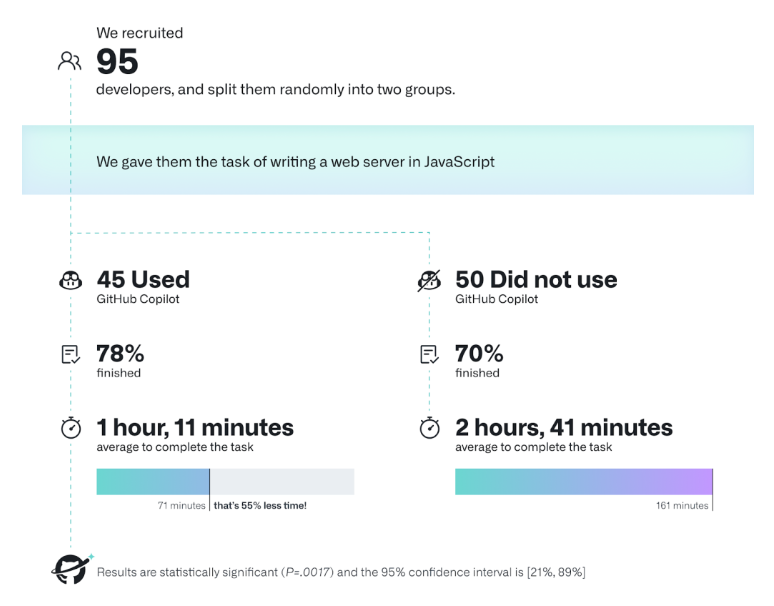 We recruited
95
developers, and split them randomly into two groups.
We gave them the task of writing a web server in JavaScript
45 Used
GitHub Copilot
78%
finished
1 hour, 11 minutes
average to complete the task
71 minutes
that's 55% less time!
50 Did not use
GitHub Copilot
70%
finished
2 hours, 41 minutes
average to complete the task
161 minutes
Results are statistically significant (P=.0017) and the 95% confidence interval is [21%, 89%]